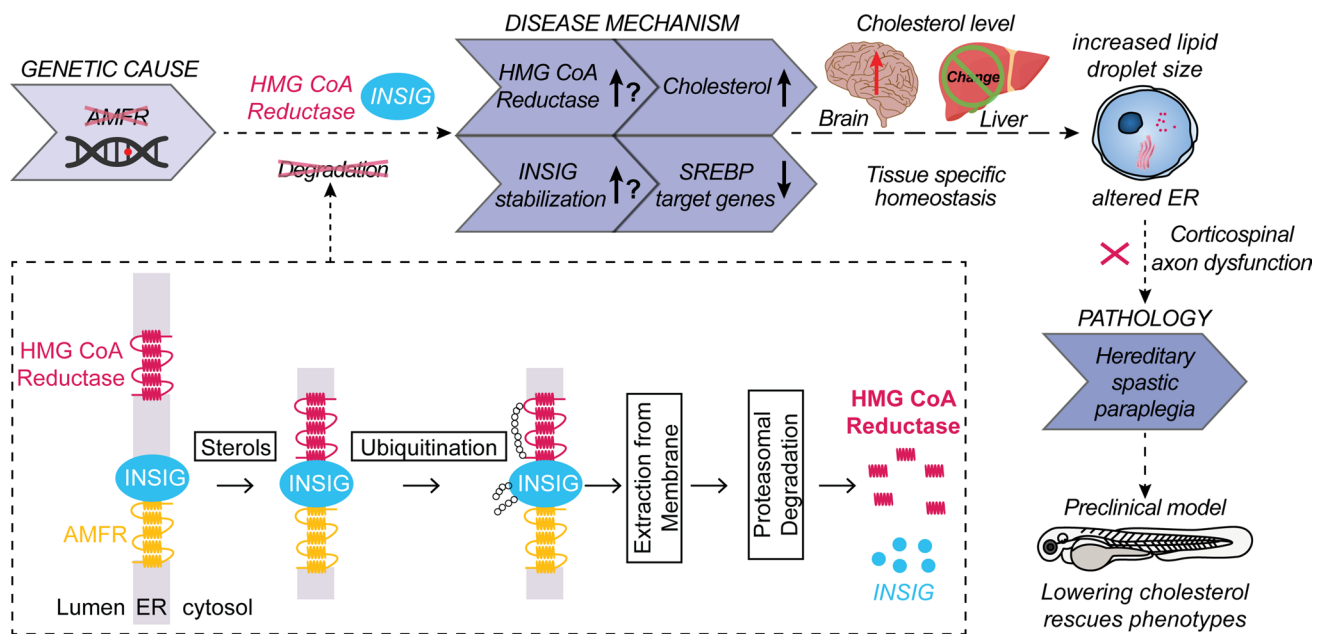 GENETIC CAUSE
AMFR
HMG CoA
Reductase
INSIG
Degradation
DISEASE MECHANISM
HMG CoA
Reductase
?
Cholesterol
INSIG
stabilization
?
SREBP
target genes
Cholesterol level
Brain
Change
Liver
Tissue specific
homeostasis
increased lipid
droplet size
altered ER
Corticospinal
axon dysfunction
PATHOLOGY
Hereditary
spastic
paraplegia
Preclinical model
Lowering cholesterol
rescues phenotypes
HMG CoA
Reductase
INSIG
AMFR
Lumen ER cytosol
Sterols
INSIG
Ubiquitination
INSIG
Extraction from
Membrane
Proteasomal
Degradation
HMG CoA
Reductase
INSIG